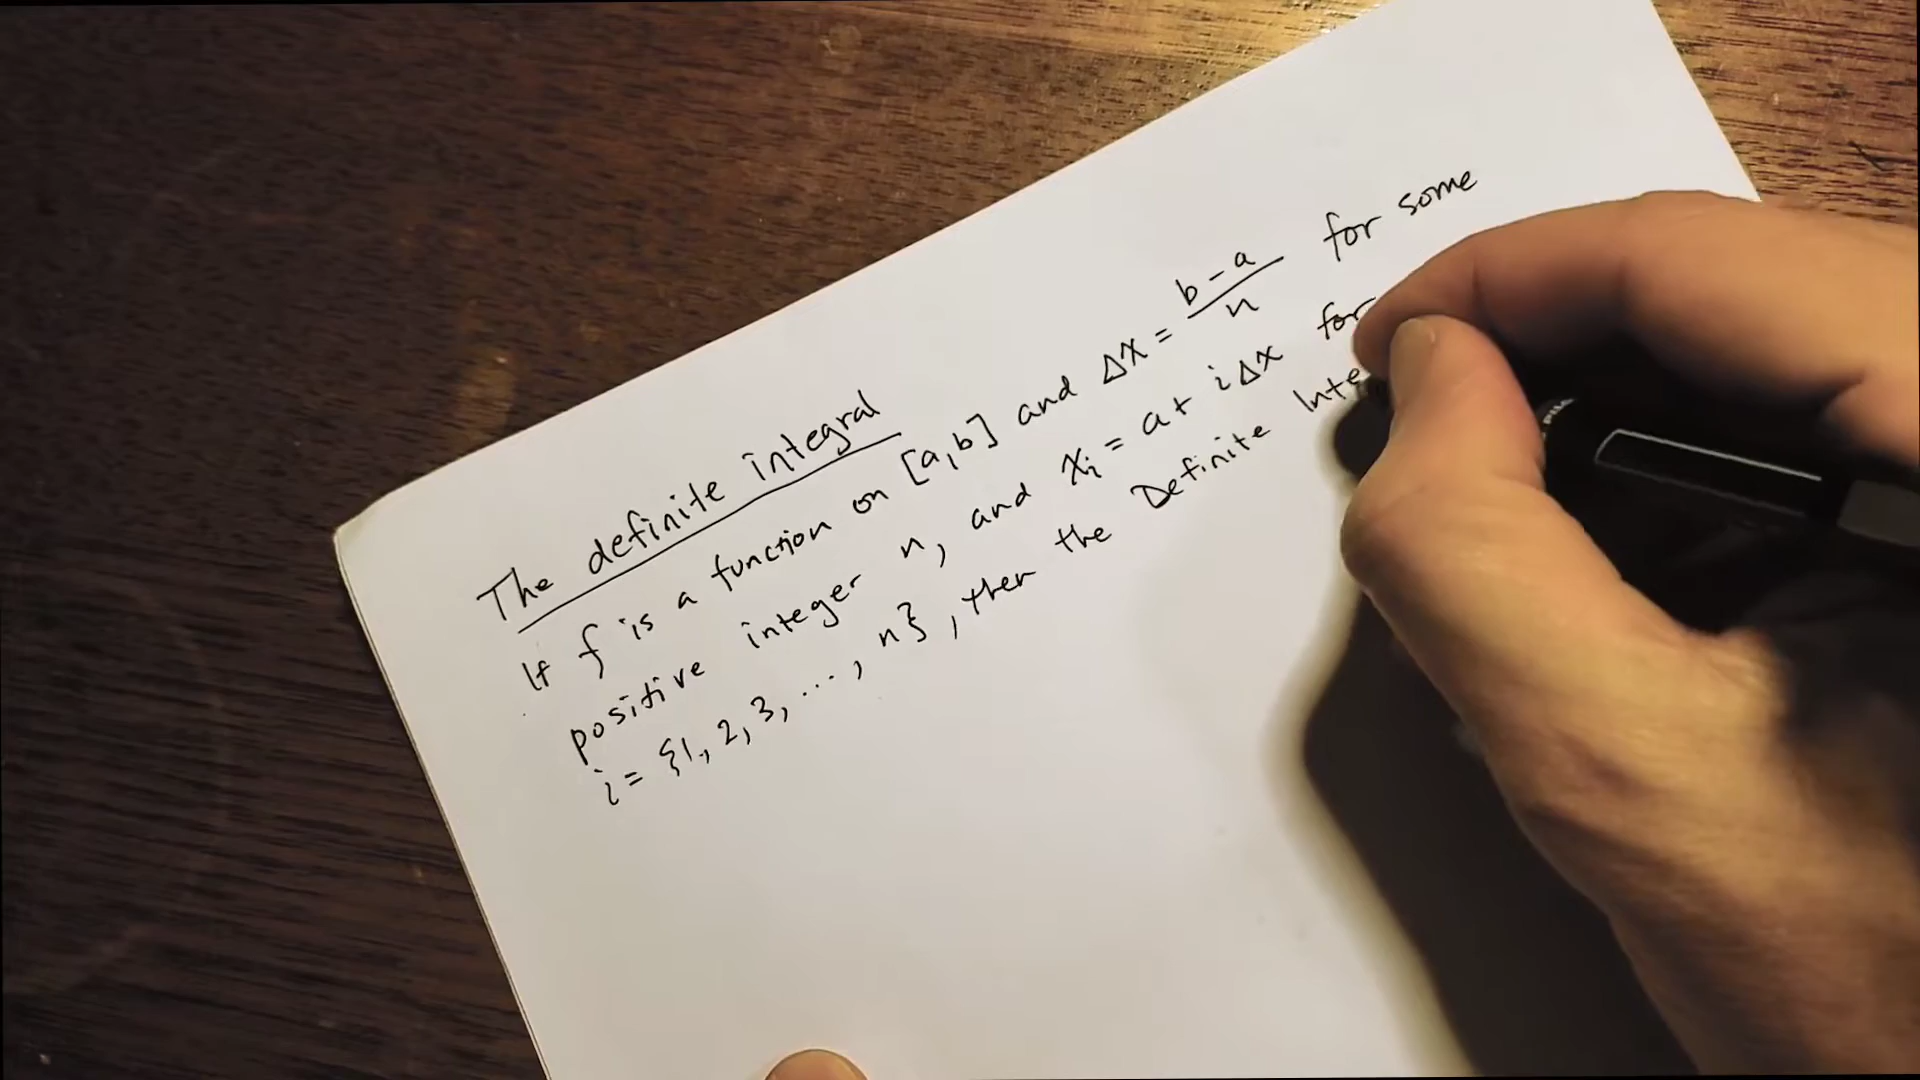 The definite integral
If f is a function on [a,b] and Δx = b-a/n for some
positive integer n, and xi = a + iΔx for
i = {1, 2, 3, ..., n}, then the Definite Inte